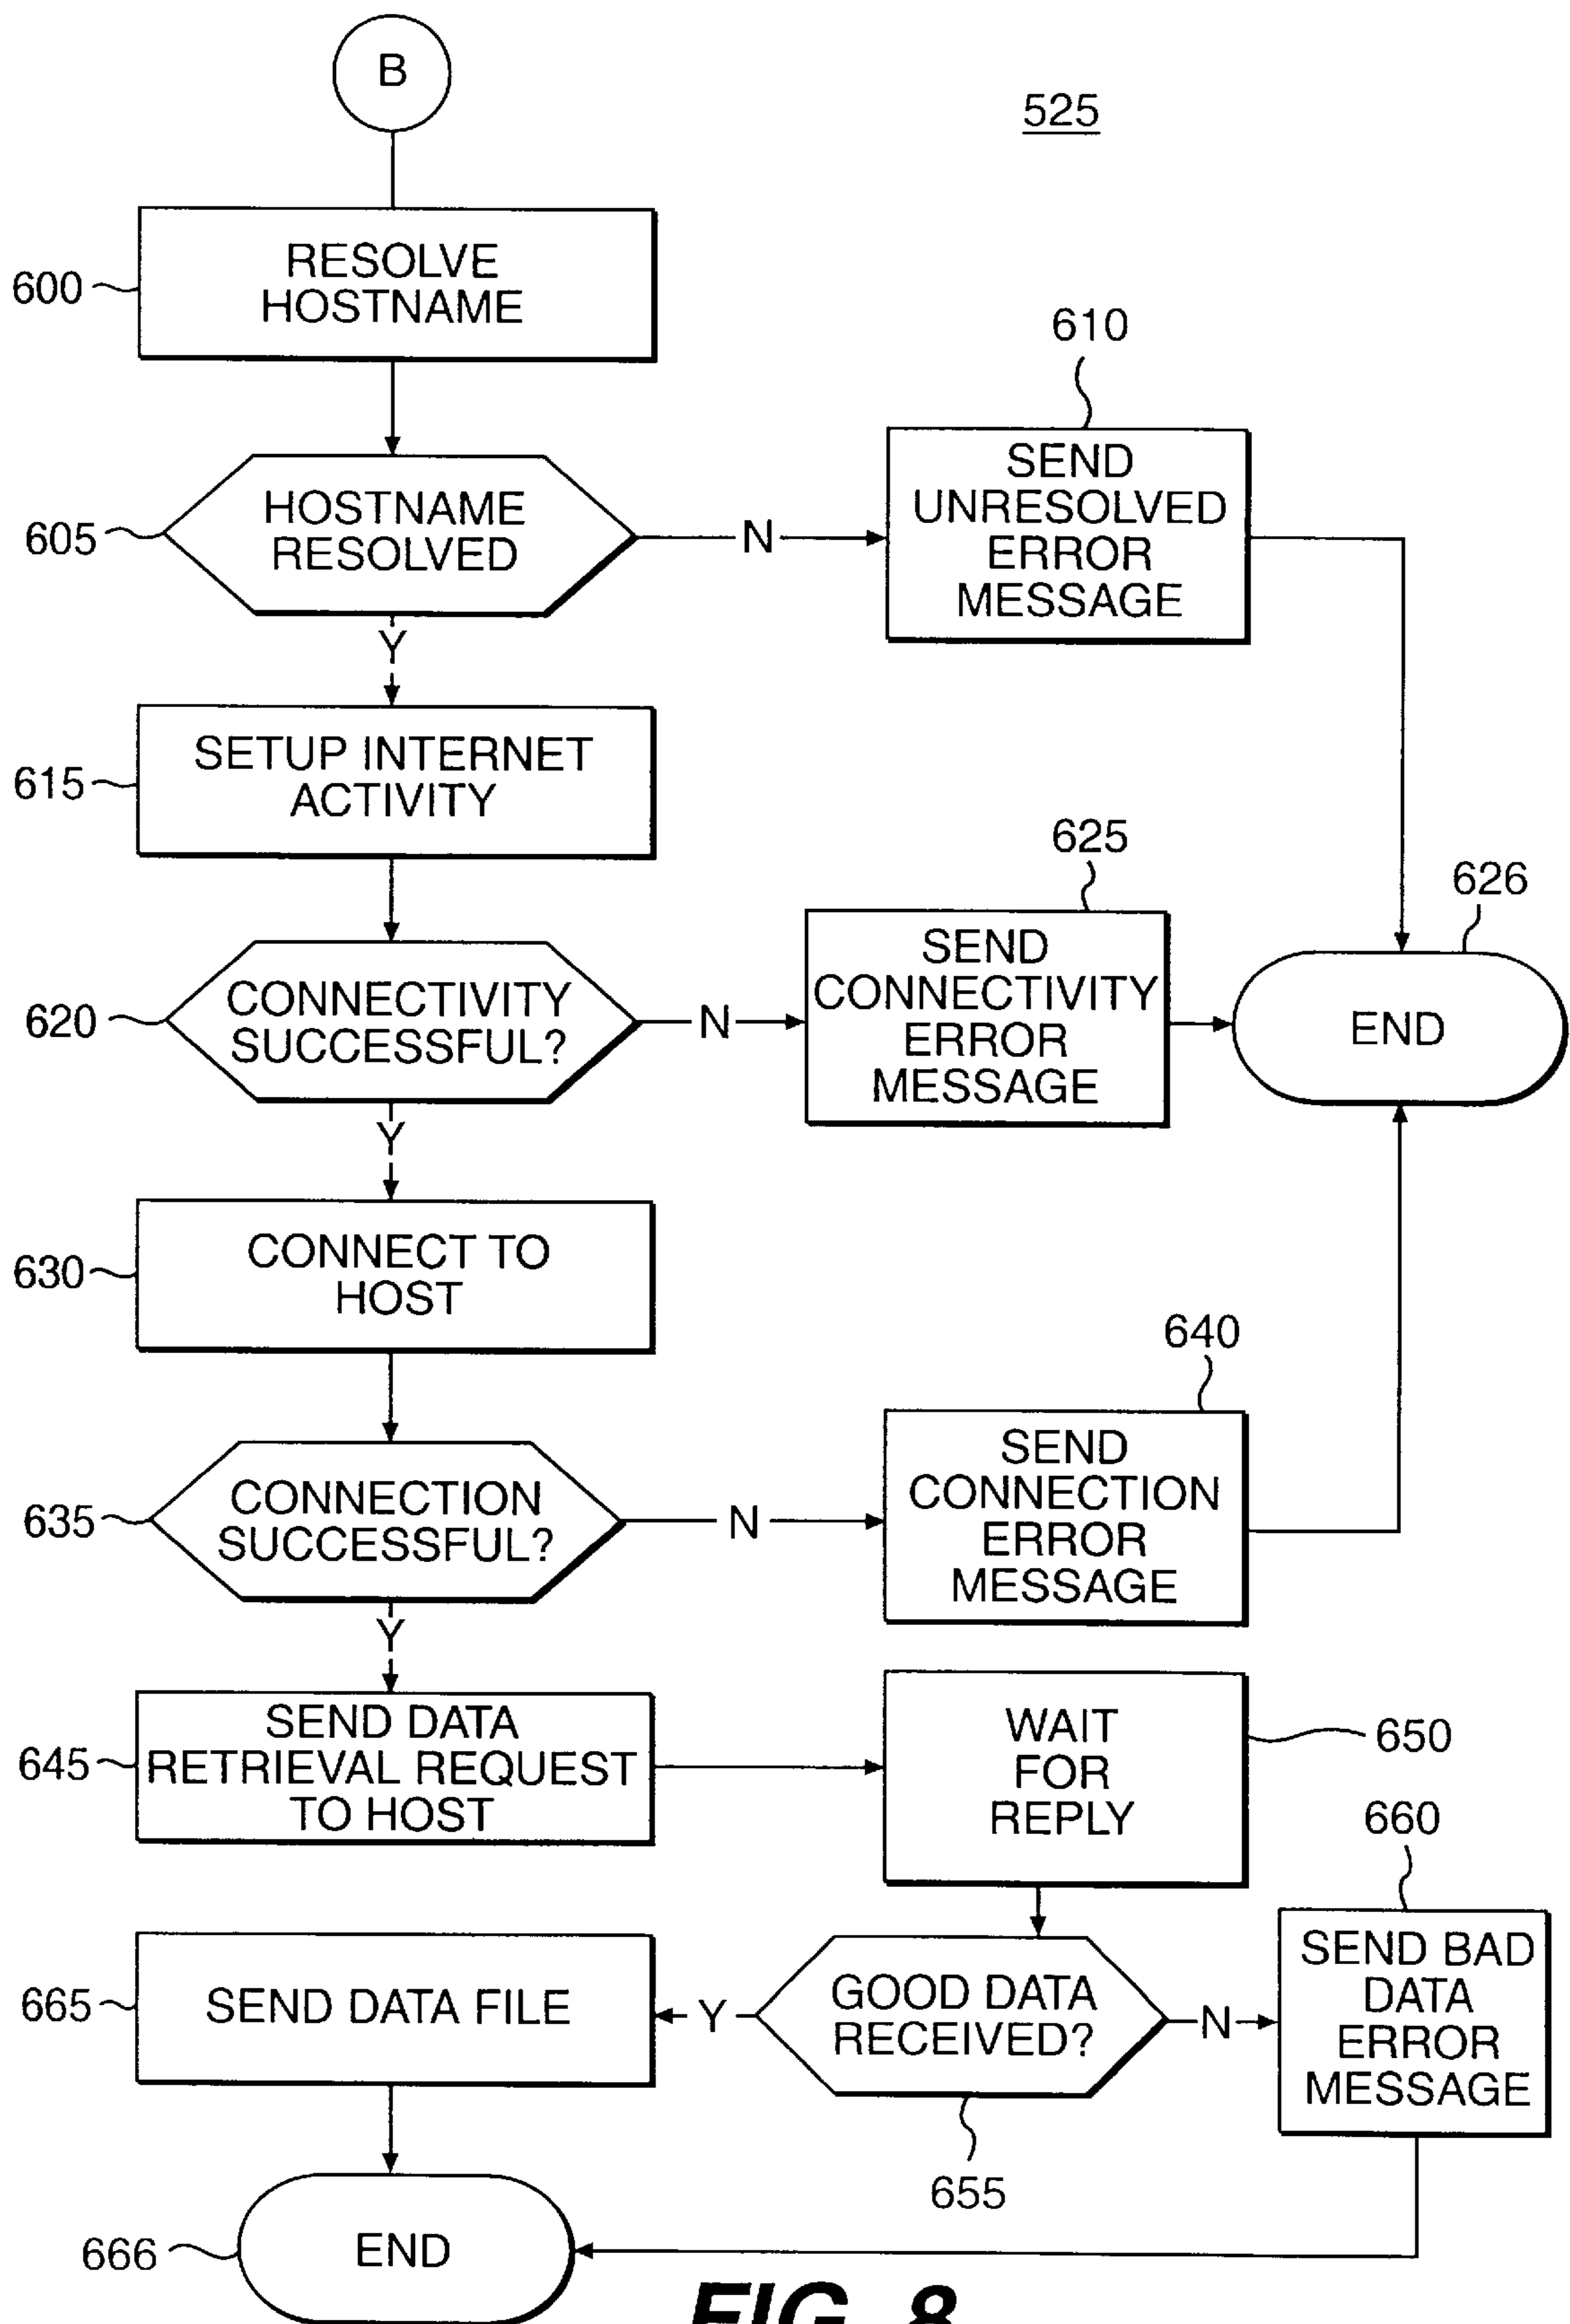 B
525
600
RESOLVE
HOSTNAME
610
605
HOSTNAME
RESOLVED
N
SEND
UNRESOLVED
ERROR
MESSAGE
Y
615
SETUP INTERNET
ACTIVITY
625
626
620
CONNECTIVITY
SUCCESSFUL?
N
SEND
CONNECTIVITY
ERROR
MESSAGE
END
Y
630
CONNECT TO
HOST
640
635
CONNECTION
SUCCESSFUL?
N
SEND
CONNECTION
ERROR
MESSAGE
Y
645
SEND DATA
RETRIEVAL REQUEST
TO HOST
WAIT
FOR
REPLY
650
660
665
SEND DATA FILE
Y
GOOD DATA
RECEIVED?
N
SEND BAD
DATA
ERROR
MESSAGE
655
666
END
FIG. 8